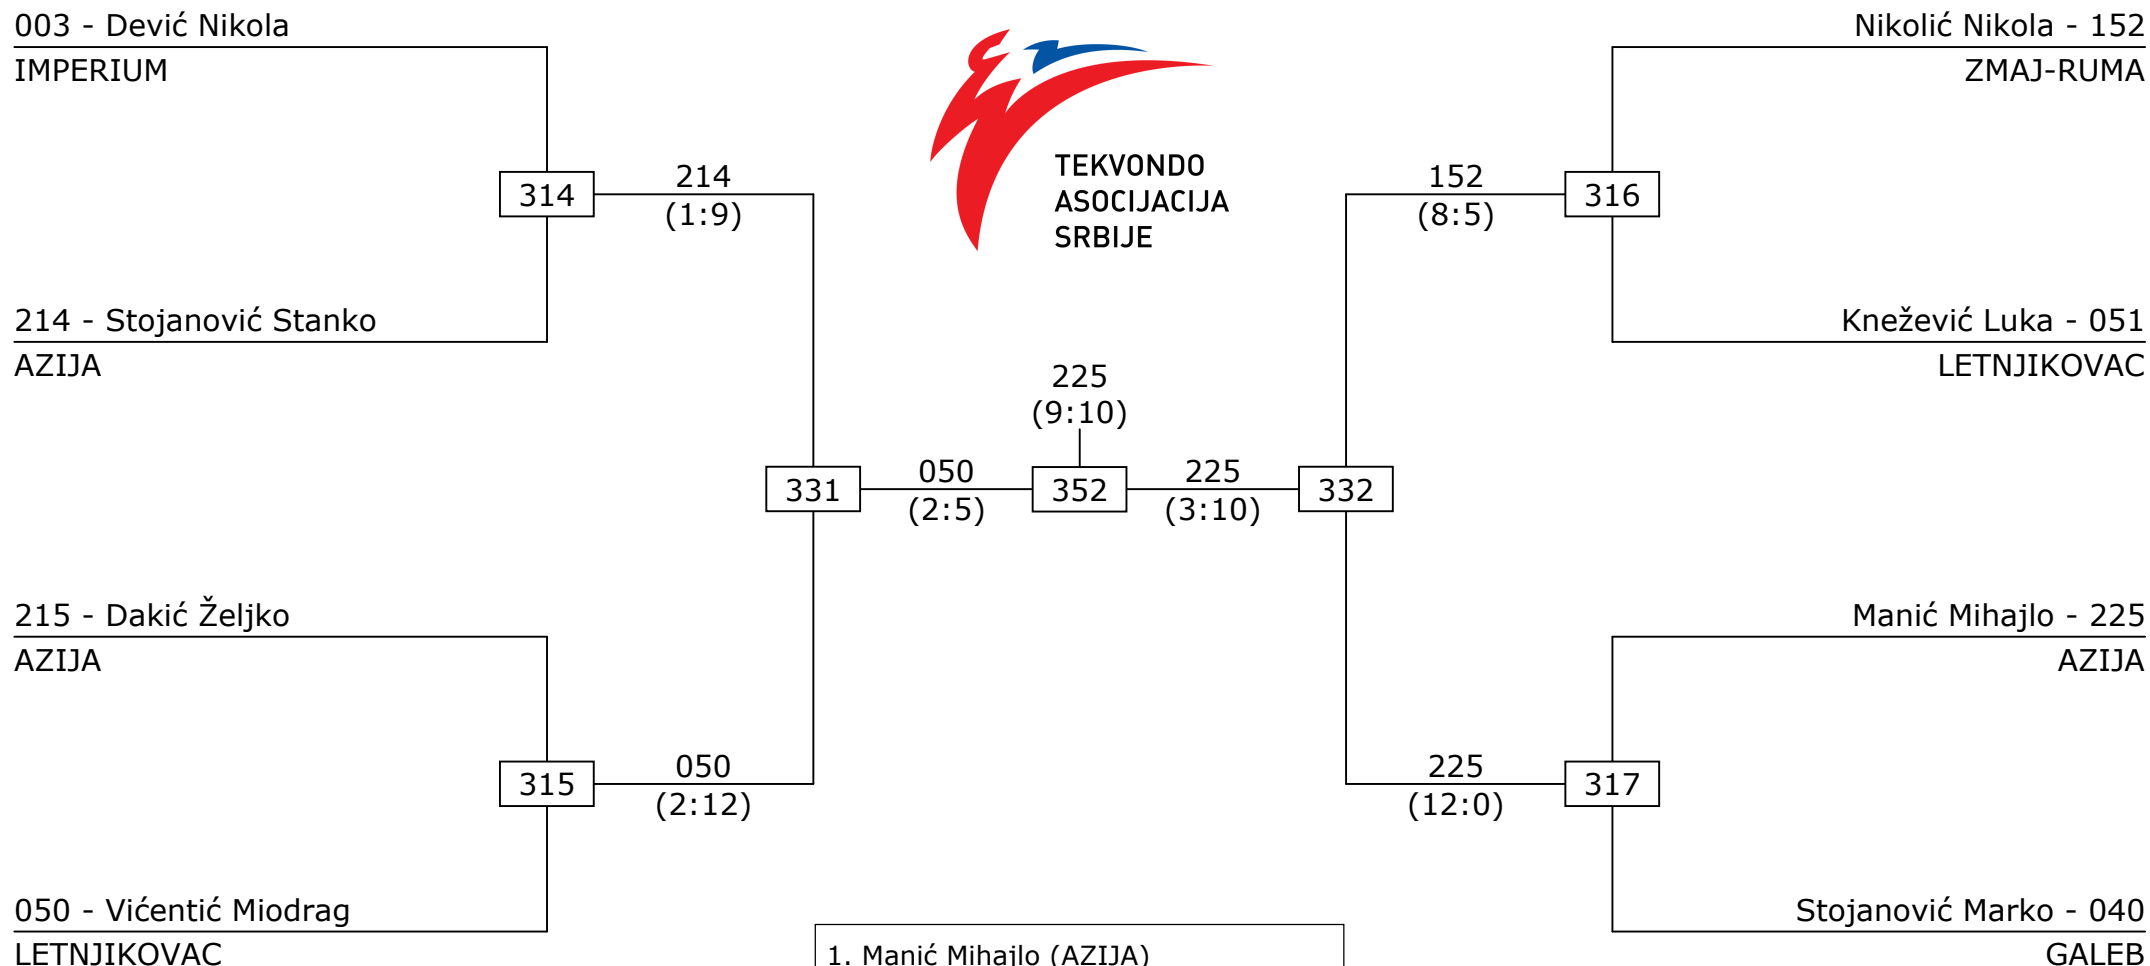 003 - Dević Nikola
IMPERIUM
Nikolić Nikola - 152
ZMAJ-RUMA
TEKVONDO
ASOCIJACIJA
SRBIJE
314
214
(1:9)
152
(8:5)
316
214 - Stojanović Stanko
AZIJA
Knežević Luka - 051
LETNJIKOVAC
225
(9:10)
331
050
(2:5)
352
225
(3:10)
332
215 - Dakić Željko
AZIJA
Manić Mihajlo - 225
AZIJA
315
050
(2:12)
225
(12:0)
317
050 - Vićentić Miodrag
LETNJIKOVAC
Stojanović Marko - 040
GALEB
1. Manić Mihajlo (AZIJA)